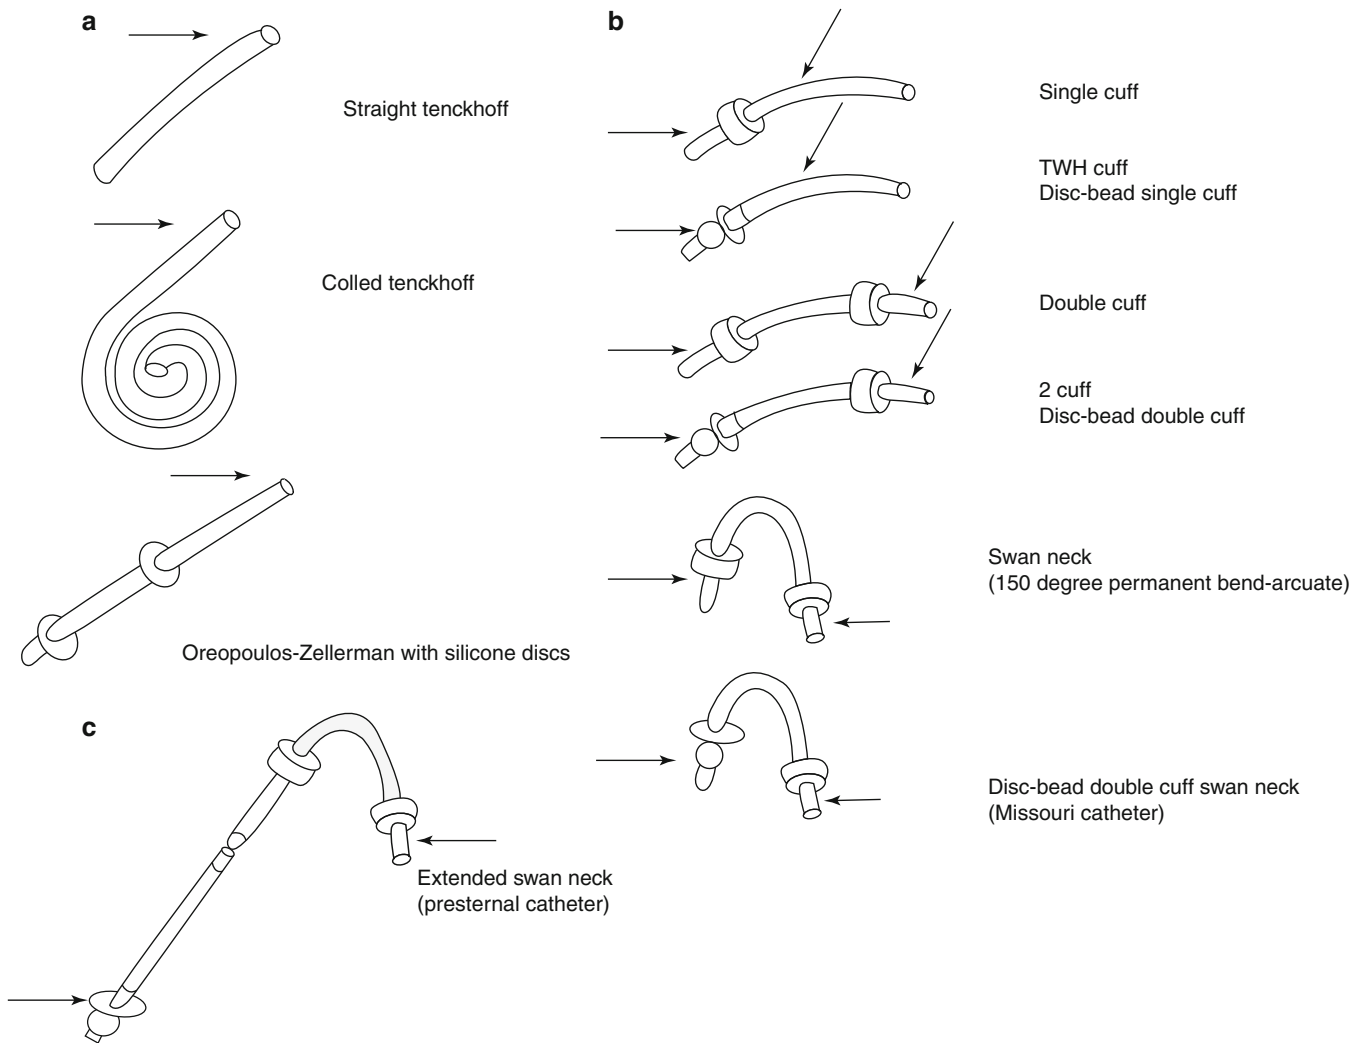 a
Straight tenckhoff
Colled tenckhoff
Oreopoulos-Zellerman with silicone discs
b
Single cuff
TWH cuff
Disc-bead single cuff
Double cuff
2 cuff
Disc-bead double cuff
Swan neck
(150 degree permanent bend-arcuate)
Disc-bead double cuff swan neck
(Missouri catheter)
c
Extended swan neck
(presternal catheter)